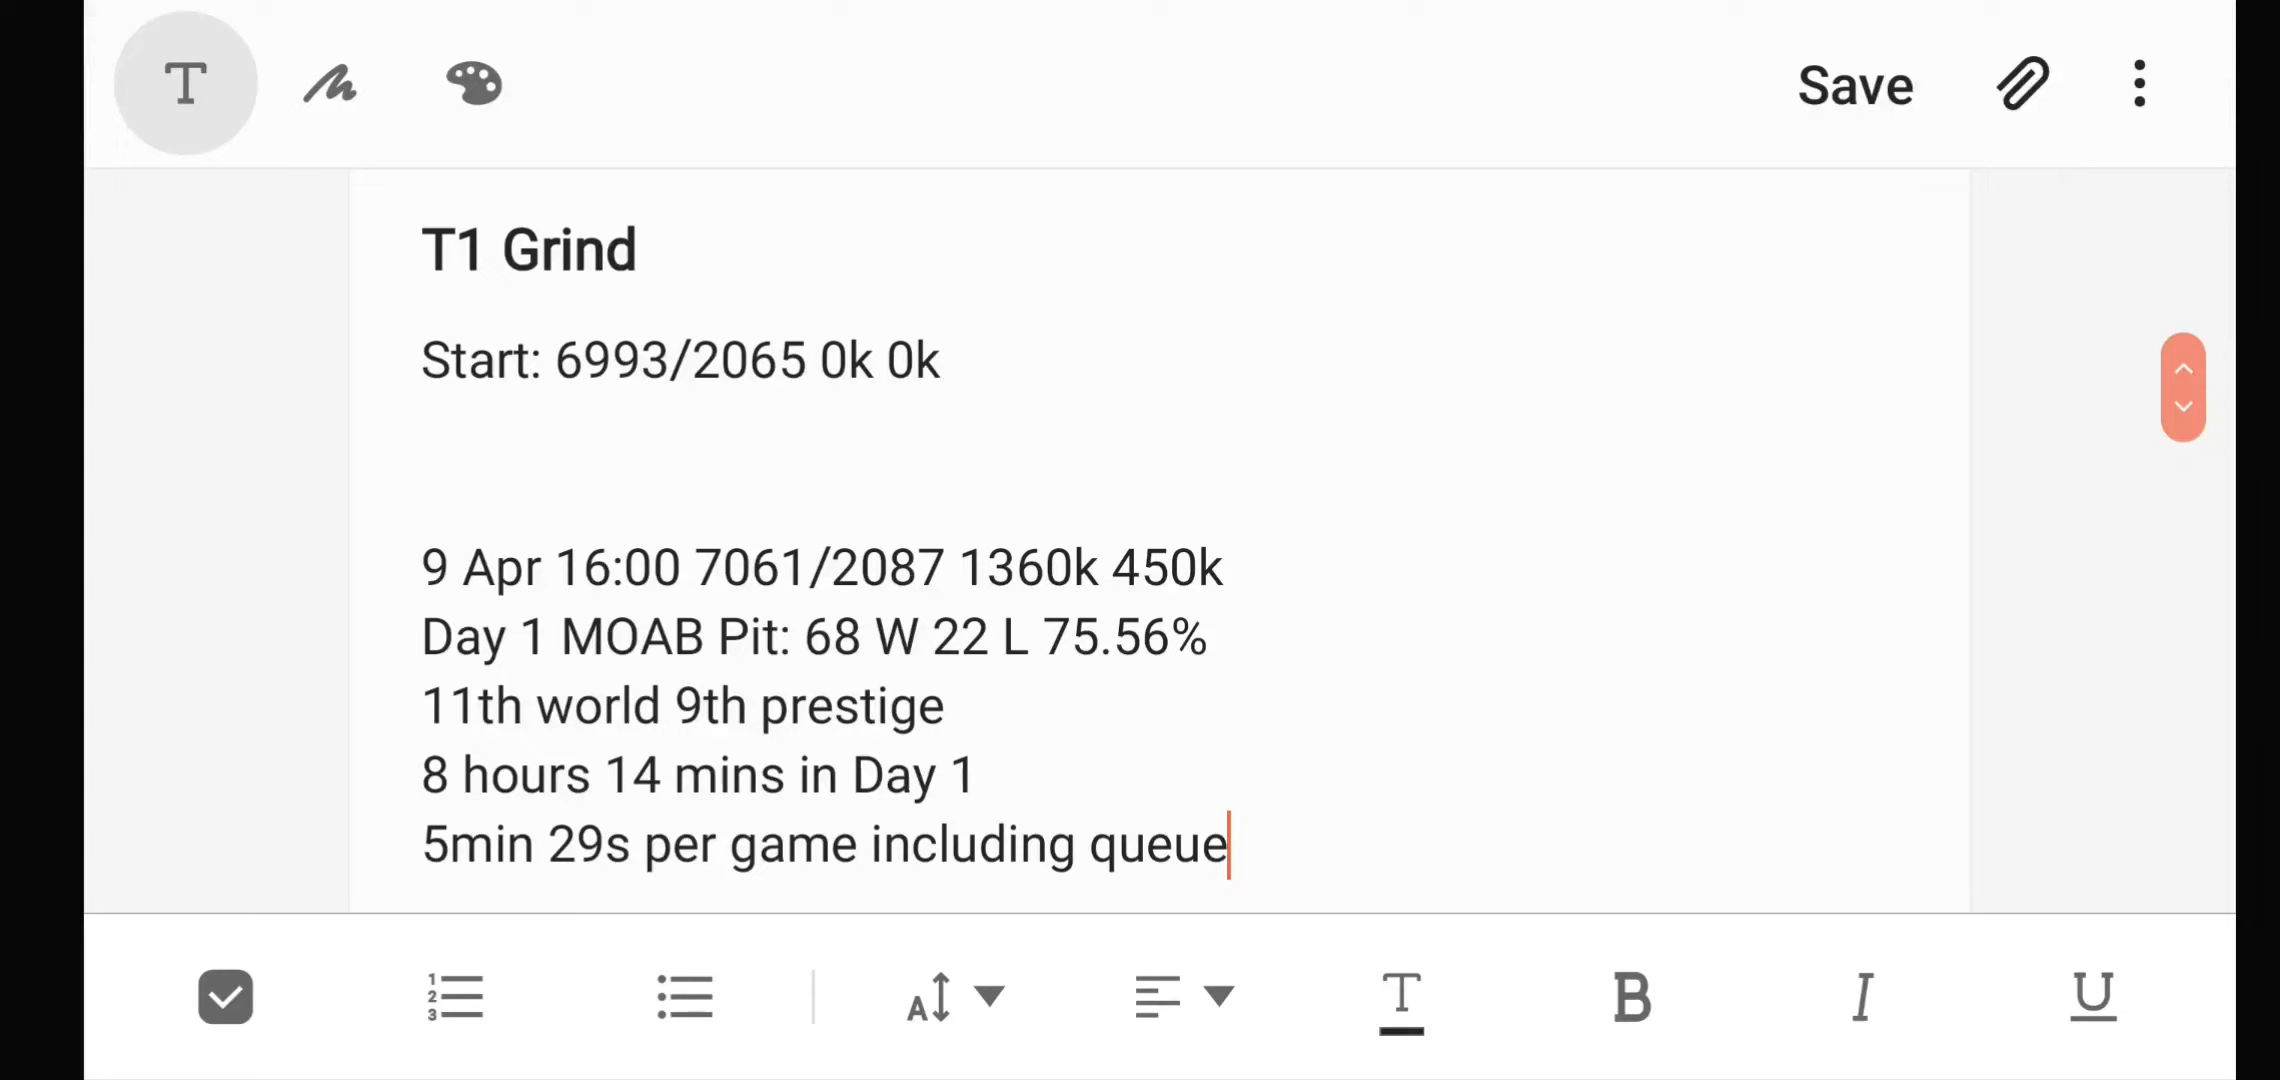 Save
T1 Grind
Start: 6993/2065 0k 0k
9 Apr 16:00 7061/2087 1360k 450k
Day 1 MOAB Pit: 68 W 22 L 75.56%
11th world 9th prestige
8 hours 14 mins in Day 1
5min 29s per game including queue